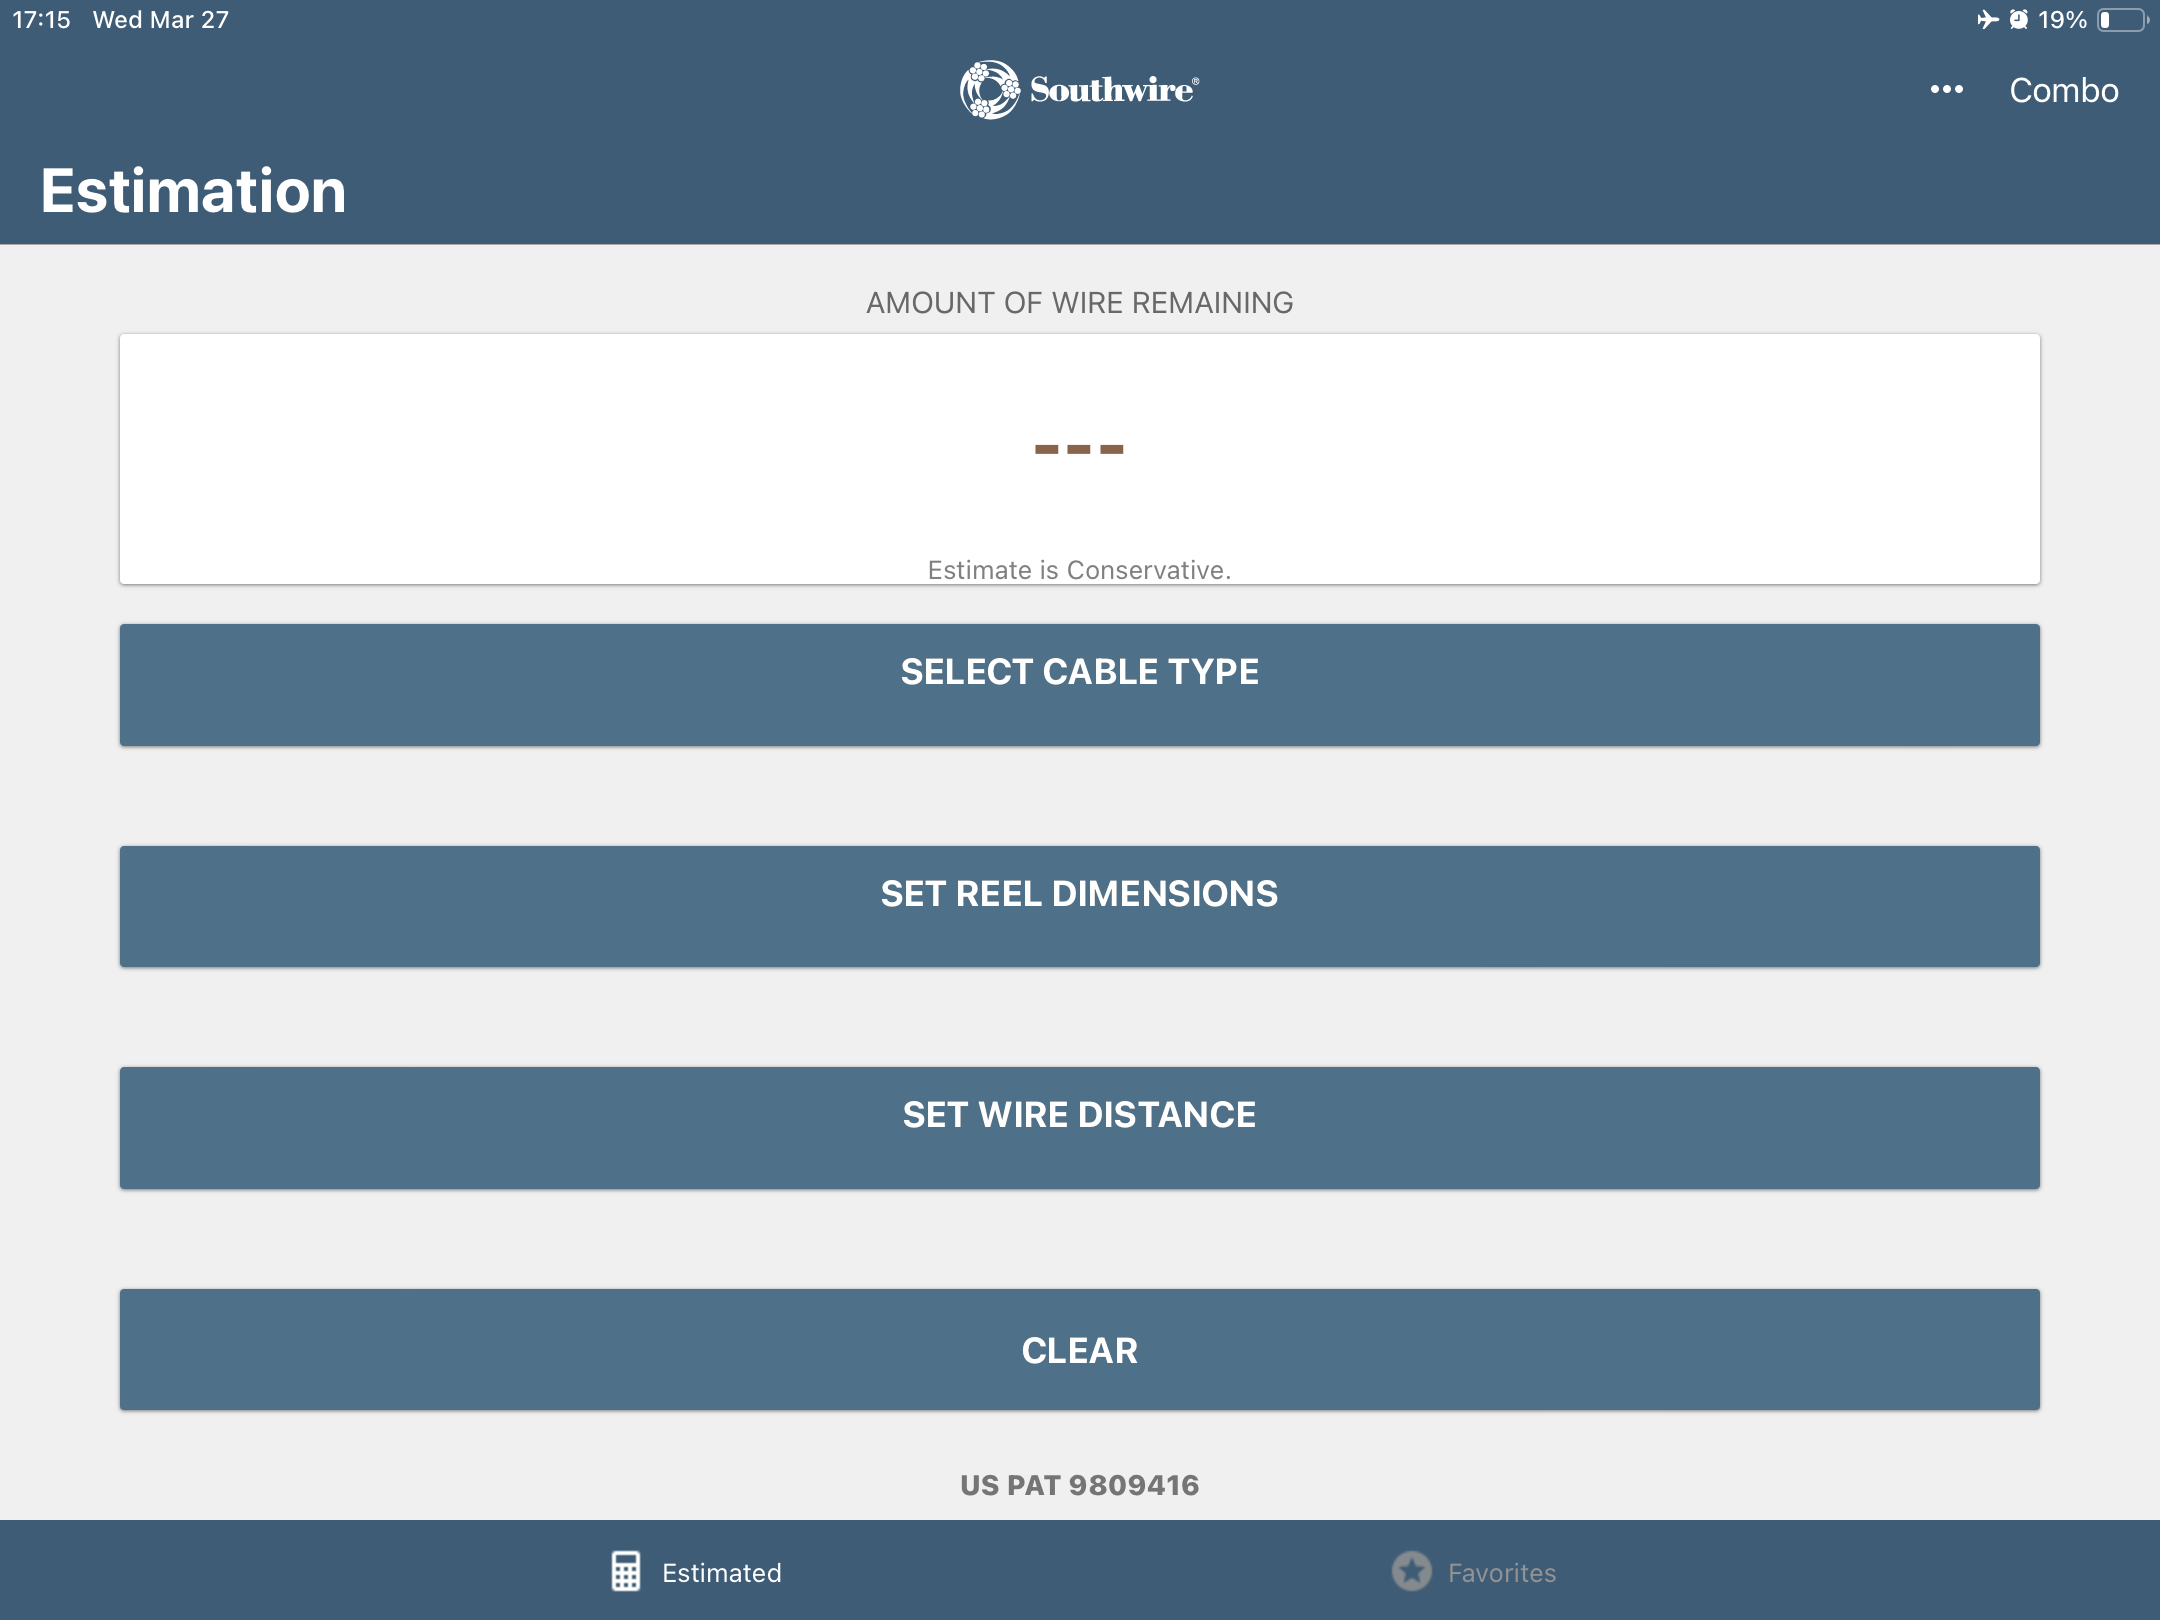 17:15 Wed Mar 27
19%
Southwire®
••• Combo
Estimation
AMOUNT OF WIRE REMAINING
---
Estimate is Conservative.
SELECT CABLE TYPE
SET REEL DIMENSIONS
SET WIRE DISTANCE
CLEAR
US PAT 9809416
Estimated
Favorites